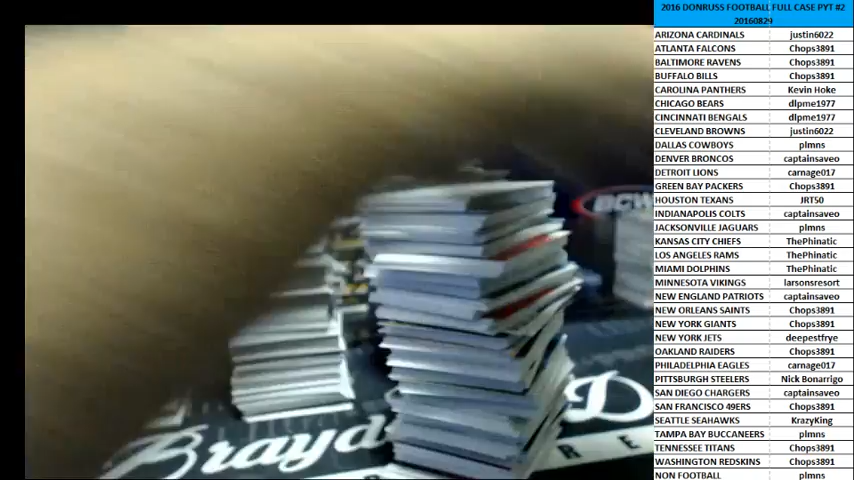 2016 DONRUSS FOOTBALL FULL CASE PYT #2
20160829
ARIZONA CARDINALS justin6022
ATLANTA FALCONS Chops3891
BALTIMORE RAVENS Chops3891
BUFFALO BILLS Chops3891
CAROLINA PANTHERS Kevin Hoke
CHICAGO BEARS dlpme1977
CINCINNATI BENGALS dlpme1977
CLEVELAND BROWNS justin6022
DALLAS COWBOYS plmns
DENVER BRONCOS captainsaveo
DETROIT LIONS carnage017
GREEN BAY PACKERS Chops3891
HOUSTON TEXANS JRT50
INDIANAPOLIS COLTS captainsaveo
JACKSONVILLE JAGUARS plmns
KANSAS CITY CHIEFS ThePhinatic
LOS ANGELES RAMS ThePhinatic
MIAMI DOLPHINS ThePhinatic
MINNESOTA VIKINGS larsonsresort
NEW ENGLAND PATRIOTS captainsaveo
NEW ORLEANS SAINTS Chops3891
NEW YORK GIANTS Chops3891
NEW YORK JETS deepestfrye
OAKLAND RAIDERS Chops3891
PHILADELPHIA EAGLES carnage017
PITTSBURGH STEELERS Nick Bonarrigo
SAN DIEGO CHARGERS captainsaveo
SAN FRANCISCO 49ERS Chops3891
SEATTLE SEAHAWKS KrazyKing
TAMPA BAY BUCCANEERS plmns
TENNESSEE TITANS Chops3891
WASHINGTON REDSKINS Chops3891
NON FOOTBALL plmns
BGW
Brayd
D
R E